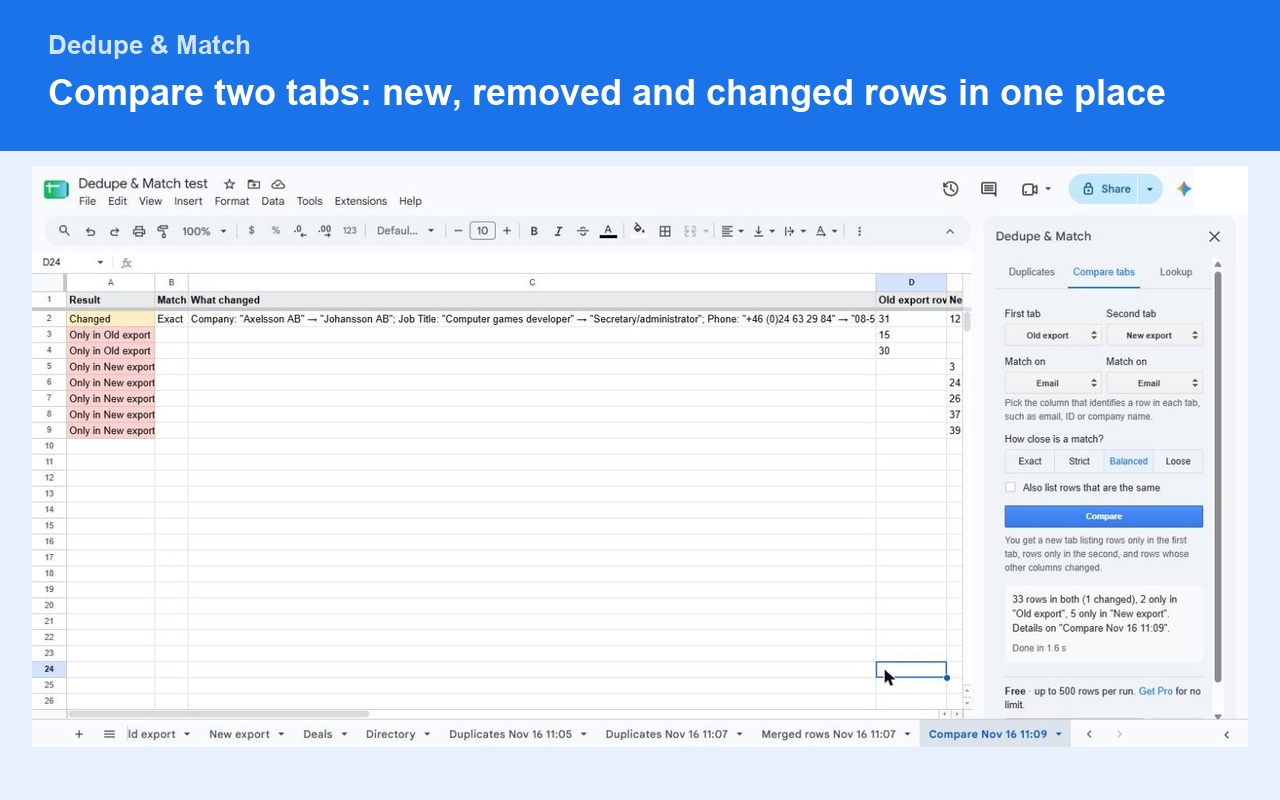 Dedupe & Match
Compare two tabs: new, removed and changed rows in one place
Dedupe & Match test
File Edit View Insert Format Data Tools Extensions Help
Share
100% $ % .0 .00 123 Defaul... 10 B I A
D24 fx
A B C D
1 Result Match What changed Old export row Ne
2 Changed Exact Company: "Axelsson AB" → "Johansson AB"; Job Title: "Computer games developer" → "Secretary/administrator"; Phone: "+46 (0)24 63 29 84" → "08-5 31 12
3 Only in Old export 15
4 Only in Old export 30
5 Only in New export 3
6 Only in New export 24
7 Only in New export 26
8 Only in New export 37
9 Only in New export 39
10
11
12
13
14
15
16
17
18
19
20
21
22
23
24
25
26
Dedupe & Match
Duplicates Compare tabs Lookup
First tab Second tab
Old export New export
Match on Match on
Email Email
Pick the column that identifies a row in each tab,
such as email, ID or company name.
How close is a match?
Exact Strict Balanced Loose
Also list rows that are the same
Compare
You get a new tab listing rows only in the first
tab, rows only in the second, and rows whose
other columns changed.
33 rows in both (1 changed), 2 only in
"Old export", 5 only in "New export".
Details on "Compare Nov 16 11:09".
Done in 1.6 s
Free · up to 500 rows per run. Get Pro for no
limit.
ld export New export Deals Directory Duplicates Nov 16 11:05 Duplicates Nov 16 11:07 Merged rows Nov 16 11:07 Compare Nov 16 11:09